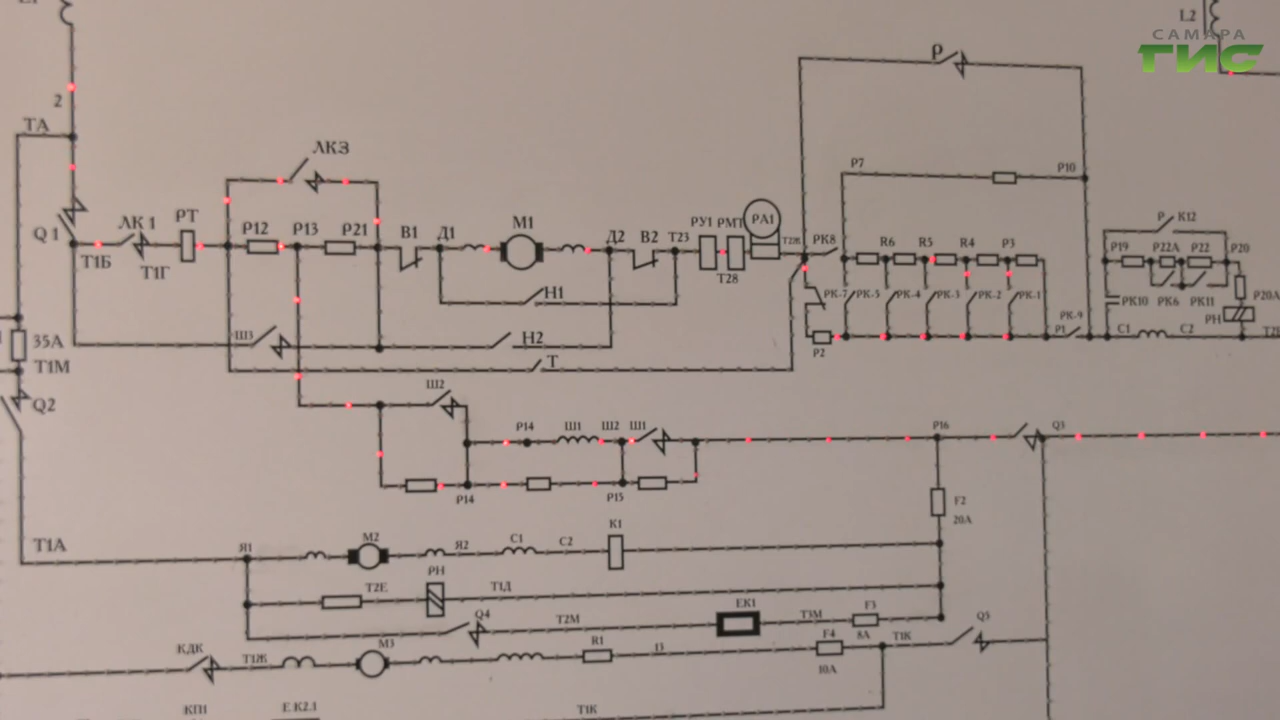 L2
САМАРА
ГИС
Р
2
ТА
ЛК3
Р7
Р10
Q1
ЛК 1
РТ
Т1Б
Т1Г
Р12
Р13
Р21
В1
Д1
М1
Д2
В2
Т23
РУ1
РМТ
РА1
Т28
Т2Ж
РК8
R6
R5
R4
Р3
Р
К12
Р19
Р22А
Р22
Р20
Н1
РК-7
РК-5
РК-4
РК-3
РК-2
РК-1
РК-9
РК10
РК6
РК11
Р20А
РН
Ш3
Н2
Т
Р2
Р1
С1
С2
35А
Т1М
Q2
Ш2
Р14
Ш1
Ш2
Ш1
Р16
Q3
Р14
Р15
F2
20А
Т1А
Я1
М2
Я2
С1
С2
К1
Т2Е
РН
Т1Д
Q4
Т2М
ЕК1
Т3М
F3
8А
КДК
Т1Ж
М3
R1
13
F4
10А
Т1К
Q5
КП1
Е К2.1
Т1К